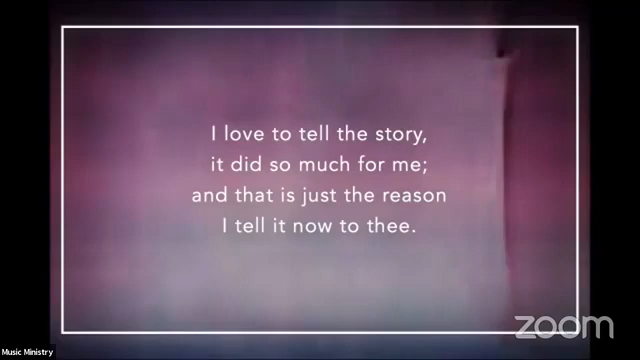 I love to tell the story,
it did so much for me;
and that is just the reason
I tell it now to thee.
zoom
Music Ministry